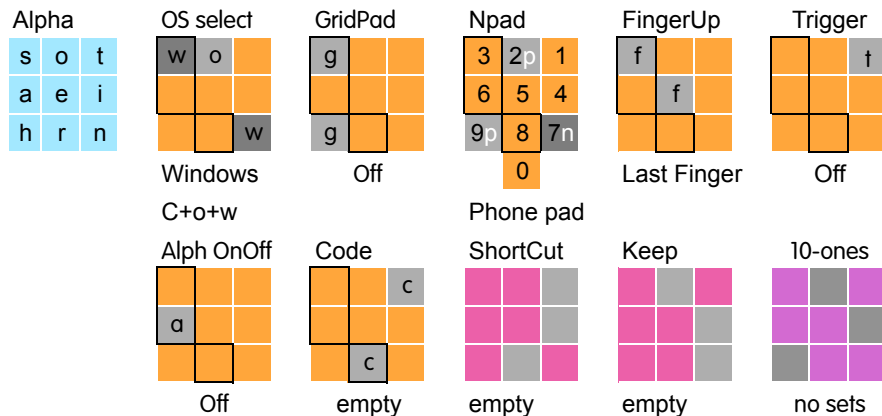 Alpha OS select GridPad Npad FingerUp Trigger
s o t w o g 3 2p 1 f t
a e i 6 5 4 f
h r n w g 9p 8 7n
0
Windows Off Last Finger Off
C+o+w Phone pad
Alph OnOff Code ShortCut Keep 10-ones
c
a
c
Off empty empty empty no sets